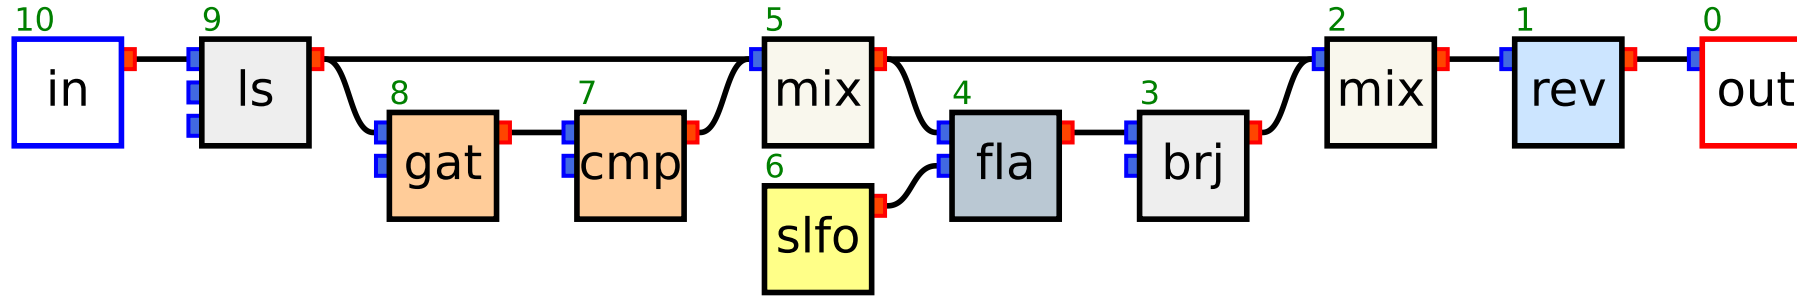 10 9 5 2 1 0
in ls mix mix rev out
8 7 4 3
gat cmp fla brj
6
slfo